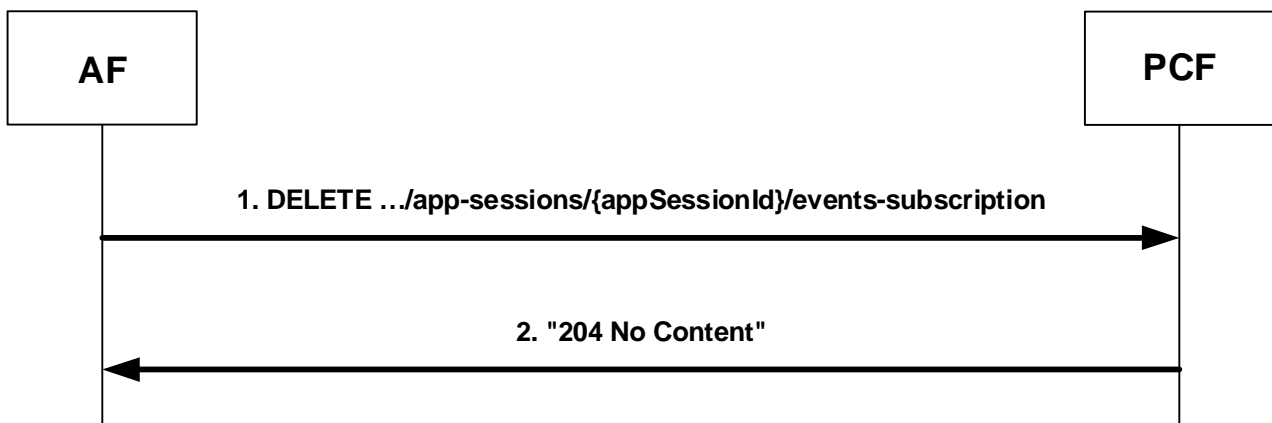 AF
PCF
1. DELETE …/app-sessions/{appSessionId}/events-subscription
2. "204 No Content"